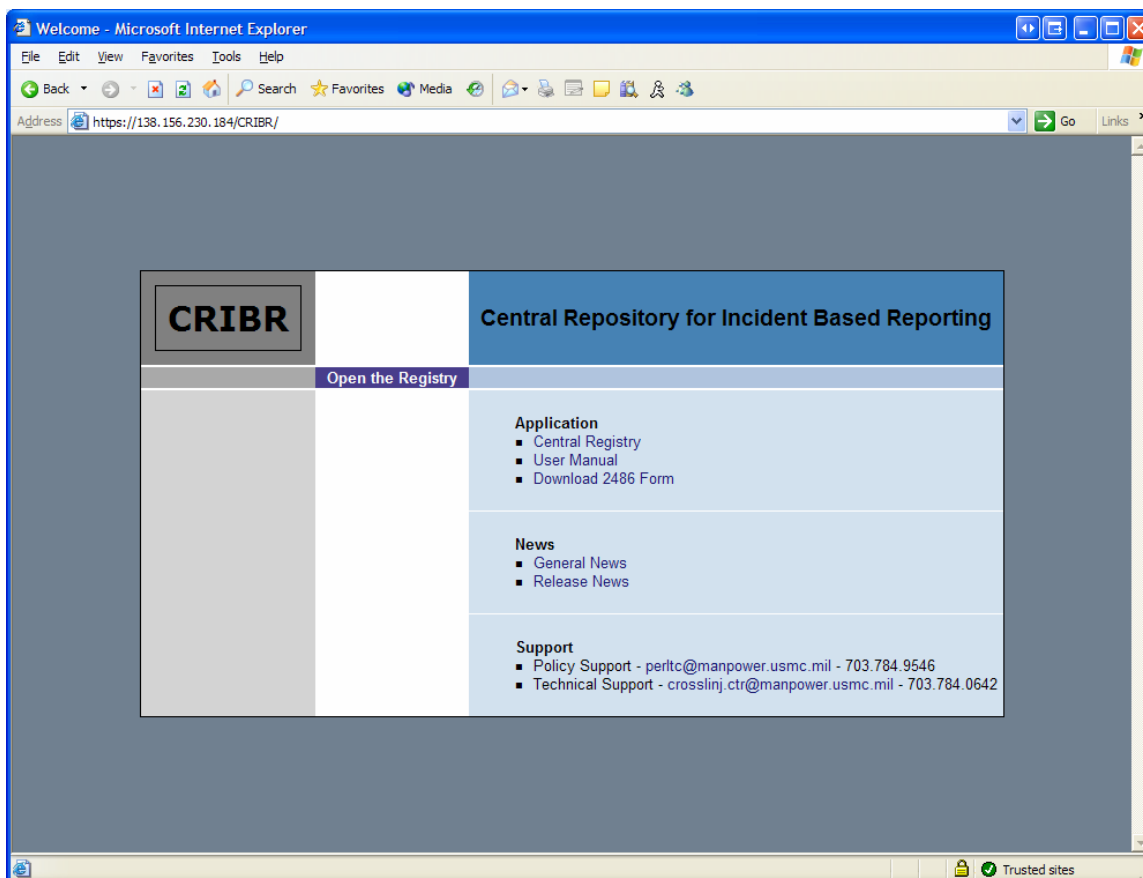 Welcome - Microsoft Internet Explorer
File Edit View Favorites Tools Help
Back Search Favorites Media
Address https://138.156.230.184/CRIBR/ Go Links
CRIBR
Central Repository for Incident Based Reporting
Open the Registry
Application
Central Registry
User Manual
Download 2486 Form
News
General News
Release News
Support
Policy Support - perltc@manpower.usmc.mil - 703.784.9546
Technical Support - crosslinj.ctr@manpower.usmc.mil - 703.784.0642
Trusted sites